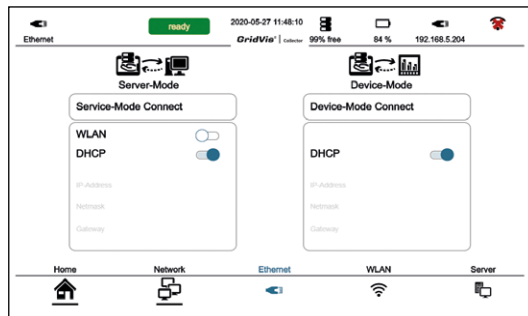 ready
2020-05-27 11:48:10
Ethernet
GridVis® | Collector
99% free
84 %
192.168.5.204
Server-Mode
Device-Mode
Service-Mode Connect
Device-Mode Connect
WLAN
DHCP
DHCP
IP-Address
IP-Address
Netmask
Netmask
Gateway
Gateway
Home
Network
Ethernet
WLAN
Server